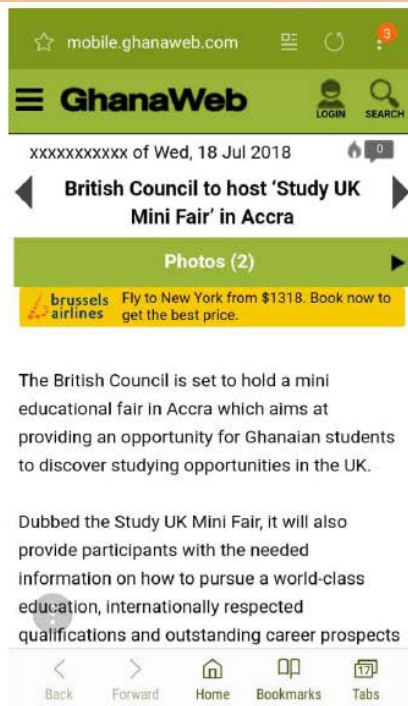 mobile.ghanaweb.com
3
GhanaWeb
LOGIN
SEARCH
xxxxxxxxxxx of Wed, 18 Jul 2018
0
British Council to host ‘Study UK
Mini Fair’ in Accra
Photos (2)
brussels
airlines
Fly to New York from $1318. Book now to
get the best price.
The British Council is set to hold a mini
educational fair in Accra which aims at
providing an opportunity for Ghanaian students
to discover studying opportunities in the UK.
Dubbed the Study UK Mini Fair, it will also
provide participants with the needed
information on how to pursue a world-class
education, internationally respected
qualifications and outstanding career prospects
17
Back Forward Home Bookmarks Tabs